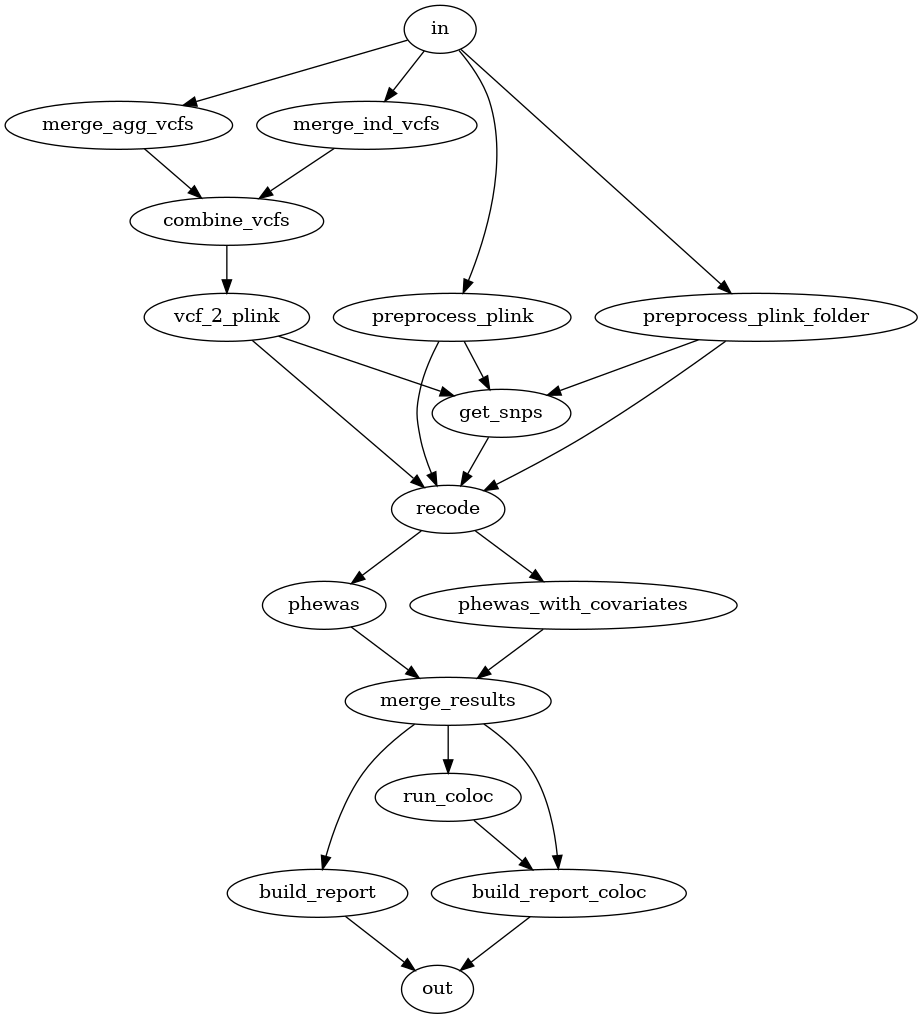 in
merge_agg_vcfs
merge_ind_vcfs
combine_vcfs
vcf_2_plink
preprocess_plink
preprocess_plink_folder
get_snps
recode
phewas
phewas_with_covariates
merge_results
run_coloc
build_report
build_report_coloc
out